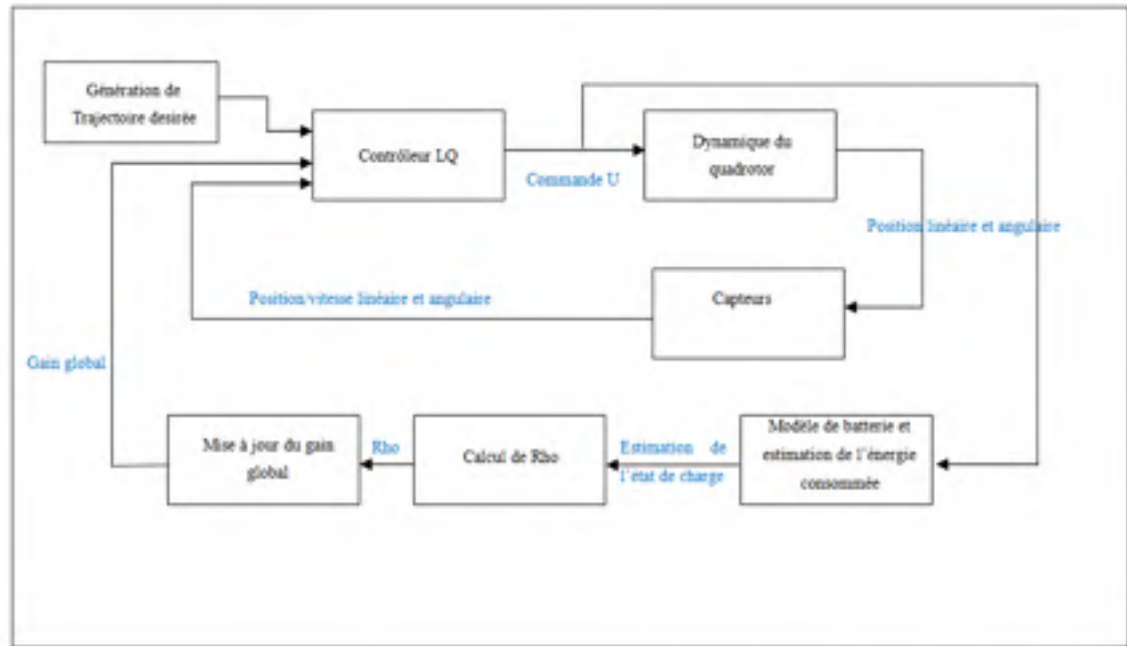 Génération de
Trajectoire desirée
Contrôleur LQ
Dynamique du
quadrotor
Commande U
Position linéaire et angulaire
Position/vitesse linéaire et angulaire
Capteurs
Gain global
Mise à jour du gain
global
Rho
Calcul de Rho
Estimation de
l'état de charge
Modèle de batterie et
estimation de l'énergie
consommée